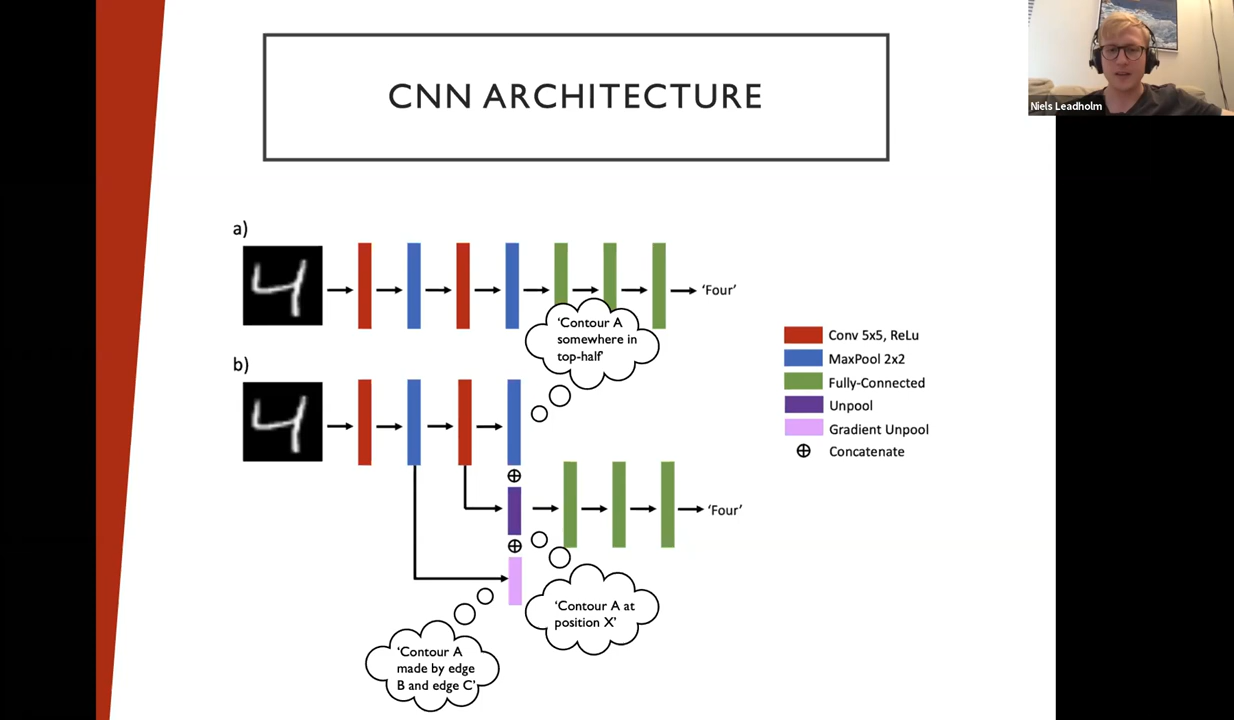 CNN ARCHITECTURE
Niels Leadholm
a)
'Four'
'Contour A
somewhere in
top-half'
b)
'Four'
'Contour A at
position X'
'Contour A
made by edge
B and edge C'
Conv 5x5, ReLu
MaxPool 2x2
Fully-Connected
Unpool
Gradient Unpool
Concatenate